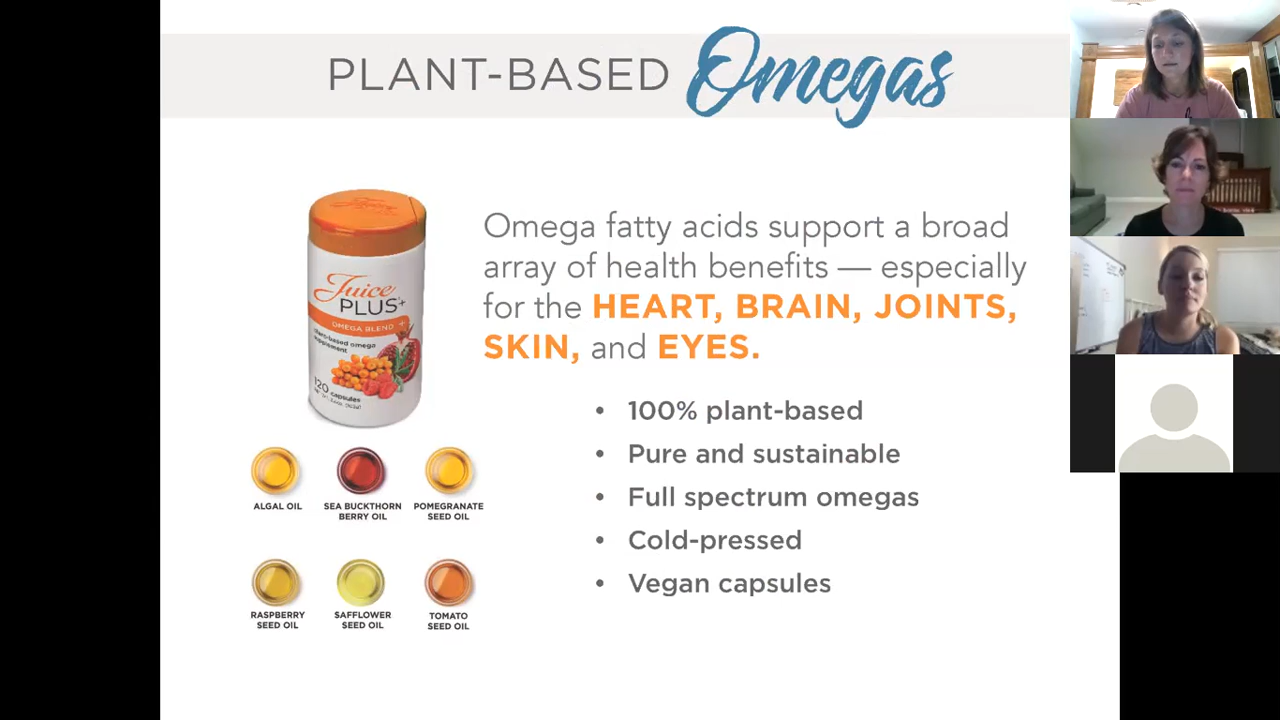 PLANT-BASED Omegas
Juice
PLUS+
OMEGA BLEND
plant-based omega
supplement
120 capsules
Omega fatty acids support a broad
array of health benefits — especially
for the HEART, BRAIN, JOINTS,
SKIN, and EYES.
• 100% plant-based
• Pure and sustainable
• Full spectrum omegas
• Cold-pressed
• Vegan capsules
ALGAL OIL
SEA BUCKTHORN
BERRY OIL
POMEGRANATE
SEED OIL
RASPBERRY
SEED OIL
SAFFLOWER
SEED OIL
TOMATO
SEED OIL